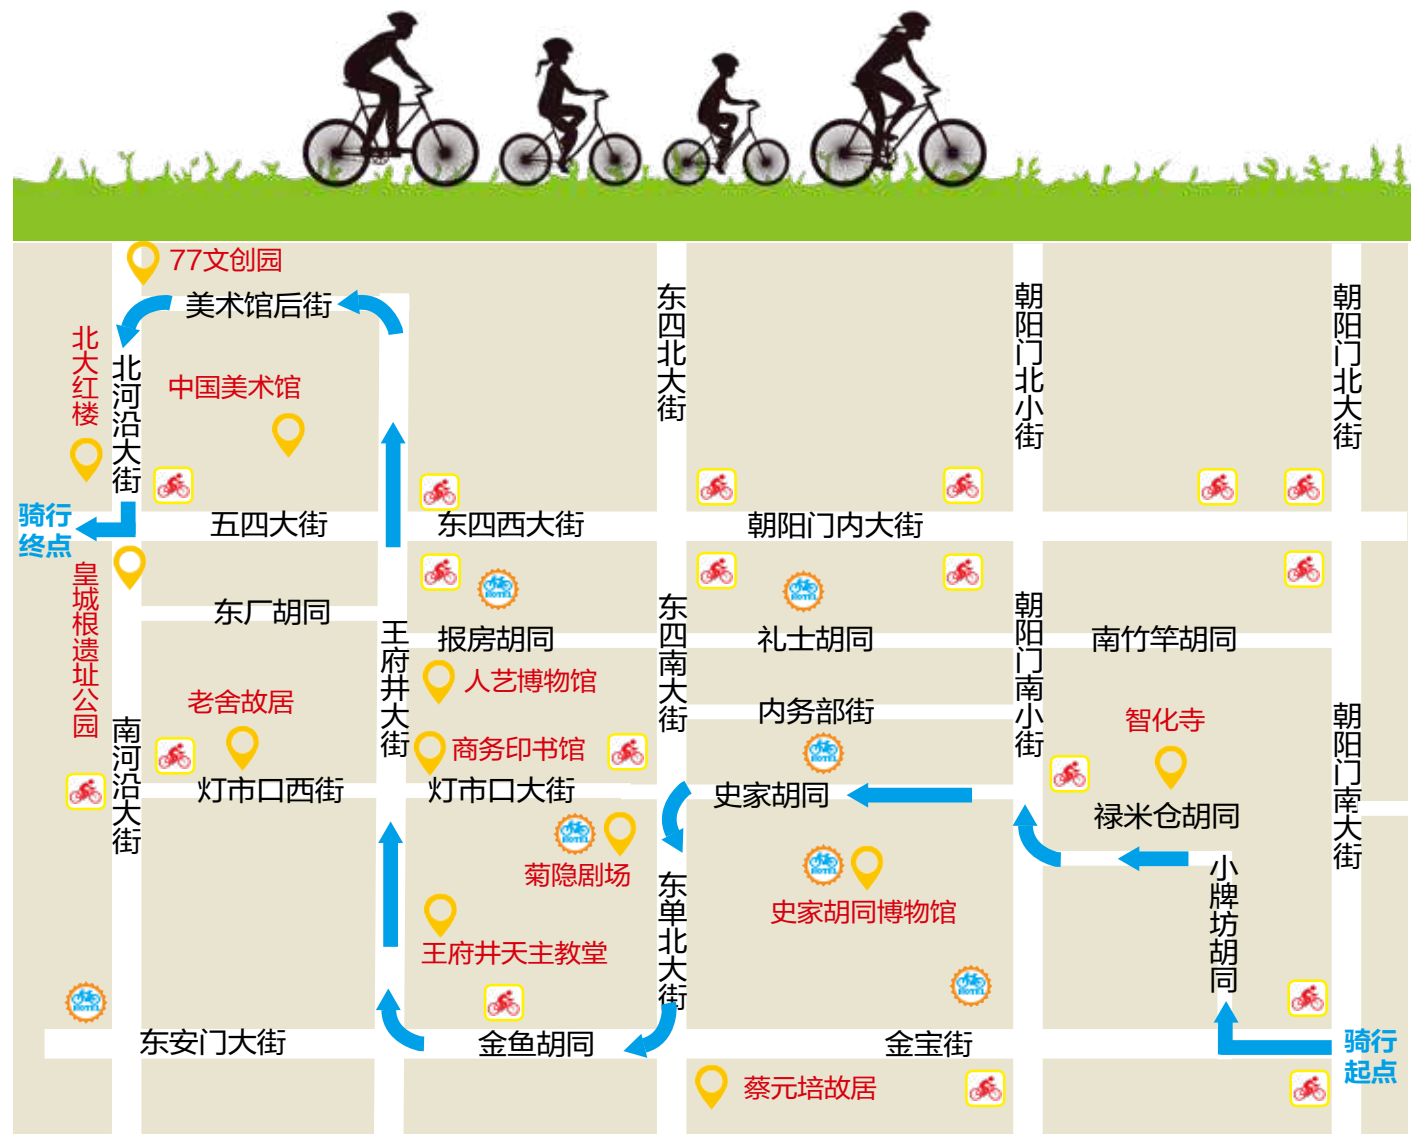 77文创园
美术馆后街
东四北大街
朝阳门北小街
朝阳门北大街
北大红楼
北河沿大街
中国美术馆
骑行
终点
五四大街
东四西大街
朝阳门内大街
皇城根遗址公园
东厂胡同
王府井大街
报房胡同
东四南大街
礼士胡同
朝阳门南小街
南竹竿胡同
人艺博物馆
老舍故居
内务部街
智化寺
朝阳门南大街
南河沿大街
商务印书馆
灯市口西街
灯市口大街
史家胡同
禄米仓胡同
菊隐剧场
东单北大街
小牌坊胡同
史家胡同博物馆
王府井天主教堂
东安门大街
金鱼胡同
金宝街
骑行
起点
蔡元培故居
HOTEL
HOTEL
HOTEL
HOTEL
HOTEL
HOTEL
HOTEL